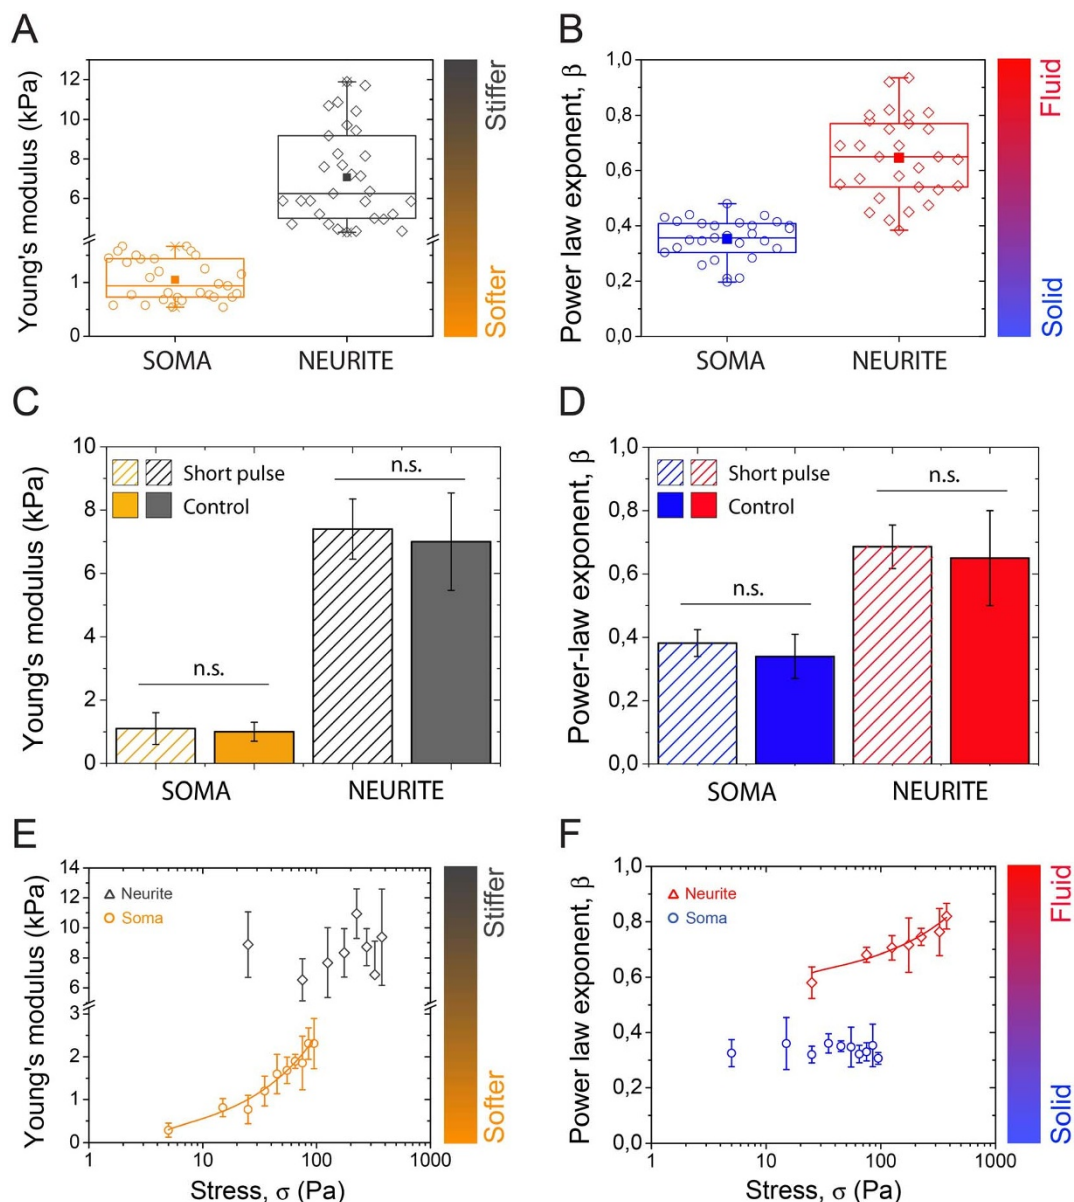 A
Young's modulus (kPa)
12
10
8
6
4
1
0
SOMA
NEURITE
Stiffer
Softer
B
Power law exponent, β
1,0
0,8
0,6
0,4
0,2
0,0
SOMA
NEURITE
Fluid
Solid
C
Young's modulus (kPa)
10
8
6
4
2
0
Short pulse
Control
n.s.
n.s.
SOMA
NEURITE
D
Power-law exponent, β
1,0
0,8
0,6
0,4
0,2
0,0
Short pulse
Control
n.s.
n.s.
SOMA
NEURITE
E
Young's modulus (kPa)
14
12
10
8
6
3
2
1
0
Neurite
Soma
1
10
100
1000
Stress, σ (Pa)
Stiffer
Softer
F
Power law exponent, β
1,0
0,8
0,6
0,4
0,2
0,0
Neurite
Soma
1
10
100
1000
Stress, σ (Pa)
Fluid
Solid